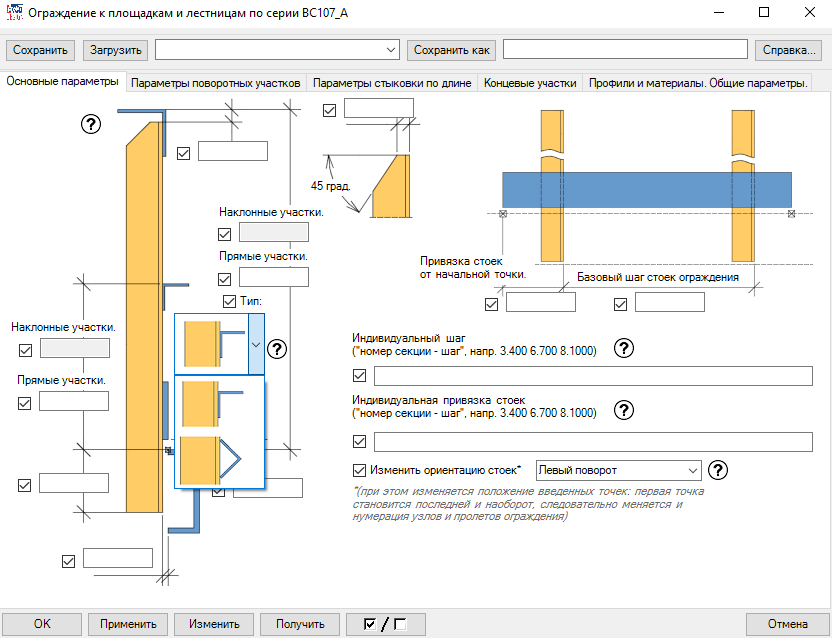 Ограждение к площадкам и лестницам по серии ВС107_А
Сохранить
Загрузить
Сохранить как
Справка...
Основные параметры
Параметры поворотных участков
Параметры стыковки по длине
Концевые участки
Профили и материалы. Общие параметры.
?
45 град.
Наклонные участки.
Прямые участки.
Тип:
?
Наклонные участки.
Прямые участки.
Привязка стоек
от начальной точки.
Базовый шаг стоек ограждения
Индивидуальный шаг
("номер секции - шаг", напр. 3.400 6.700 8.1000)
?
Индивидуальная привязка стоек
("номер секции - шаг", напр. 3.400 6.700 8.1000)
?
Изменить ориентацию стоек*
Левый поворот
?
*(при этом изменяется положение введенных точек: первая точка
становится последней и наоборот, следовательно меняется и
нумерация узлов и пролетов ограждения)
OK
Применить
Изменить
Получить
/
Отмена